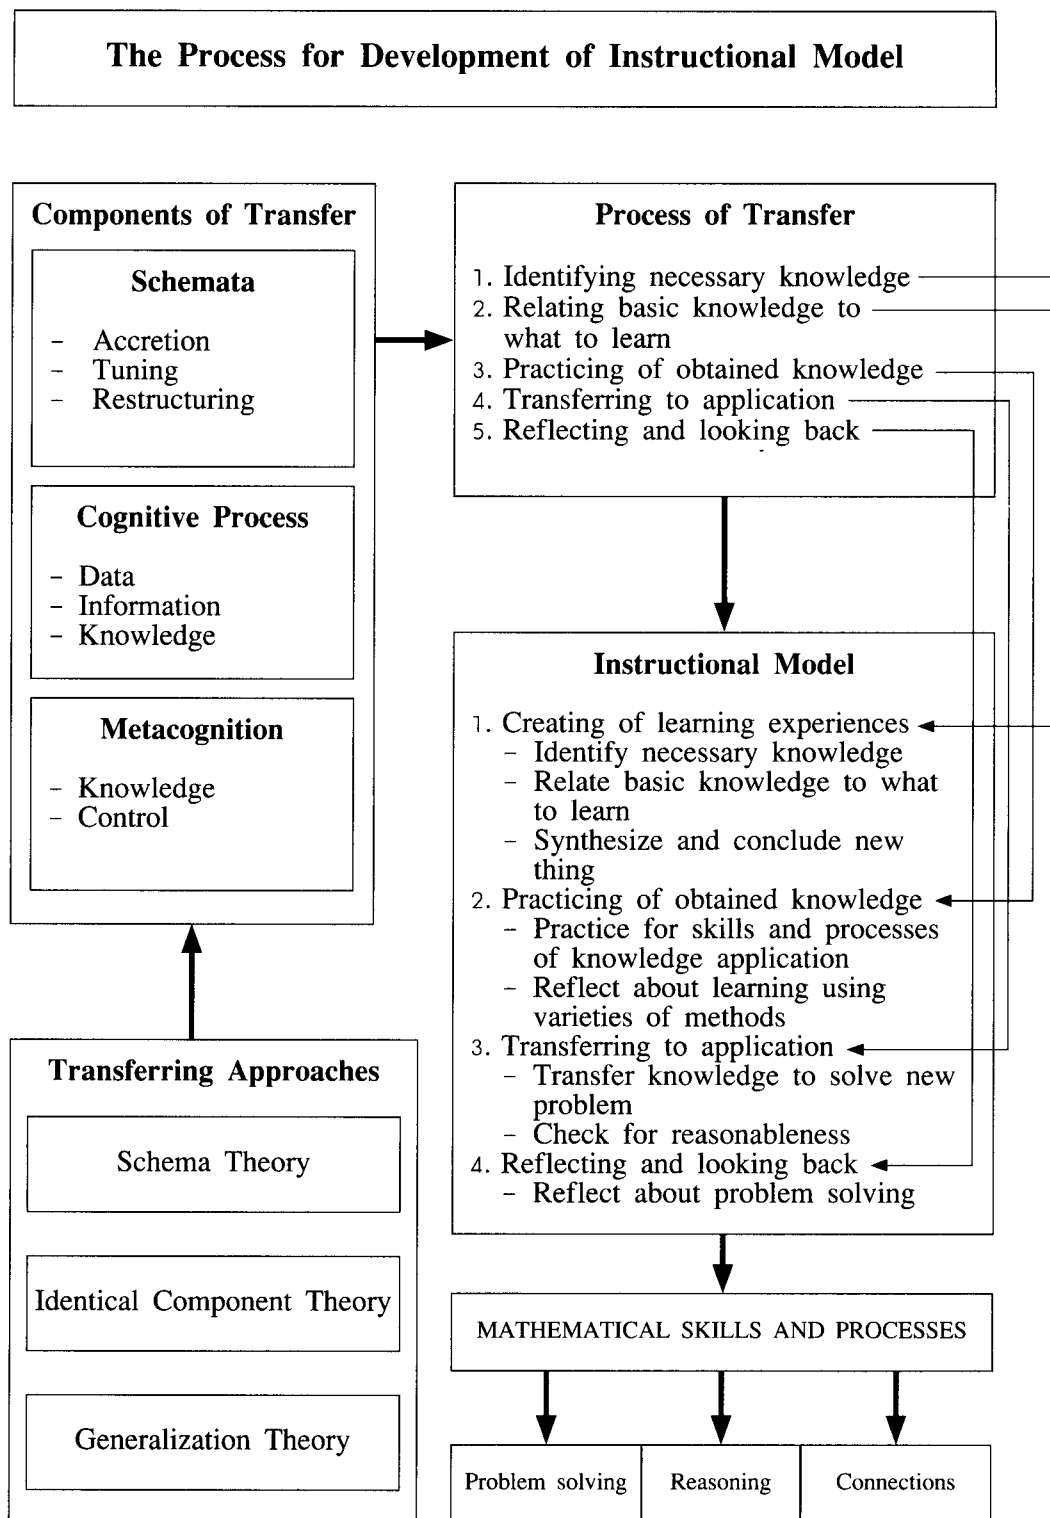 The Process for Development of Instructional Model
Components of Transfer
Schemata
- Accretion
- Tuning
- Restructuring
Cognitive Process
- Data
- Information
- Knowledge
Metacognition
- Knowledge
- Control
Transferring Approaches
Schema Theory
Identical Component Theory
Generalization Theory
Process of Transfer
1. Identifying necessary knowledge
2. Relating basic knowledge to
what to learn
3. Practicing of obtained knowledge
4. Transferring to application
5. Reflecting and looking back
Instructional Model
1. Creating of learning experiences
- Identify necessary knowledge
- Relate basic knowledge to what
to learn
- Synthesize and conclude new
thing
2. Practicing of obtained knowledge
- Practice for skills and processes
of knowledge application
- Reflect about learning using
varieties of methods
3. Transferring to application
- Transfer knowledge to solve new
problem
- Check for reasonableness
4. Reflecting and looking back
- Reflect about problem solving
MATHEMATICAL SKILLS AND PROCESSES
Problem solving
Reasoning
Connections